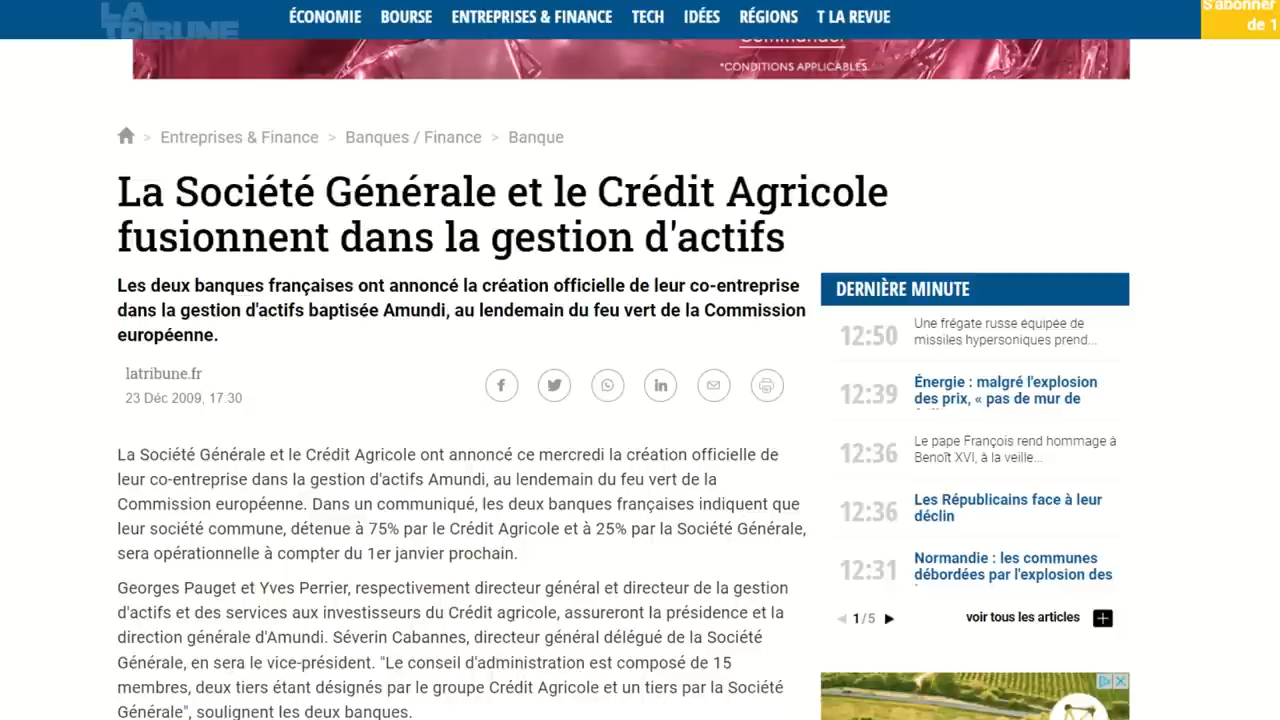 LA TRIBUNE
ÉCONOMIE BOURSE ENTREPRISES & FINANCE TECH IDÉES RÉGIONS T LA REVUE
S'abonner
de 1
Commander
*CONDITIONS APPLICABLES.
> Entreprises & Finance > Banques / Finance > Banque
La Société Générale et le Crédit Agricole
fusionnent dans la gestion d'actifs
Les deux banques françaises ont annoncé la création officielle de leur co-entreprise
dans la gestion d'actifs baptisée Amundi, au lendemain du feu vert de la Commission
européenne.
latribune.fr
23 Déc 2009, 17:30
La Société Générale et le Crédit Agricole ont annoncé ce mercredi la création officielle de
leur co-entreprise dans la gestion d'actifs Amundi, au lendemain du feu vert de la
Commission européenne. Dans un communiqué, les deux banques françaises indiquent que
leur société commune, détenue à 75% par le Crédit Agricole et à 25% par la Société Générale,
sera opérationnelle à compter du 1er janvier prochain.
Georges Pauget et Yves Perrier, respectivement directeur général et directeur de la gestion
d'actifs et des services aux investisseurs du Crédit agricole, assureront la présidence et la
direction générale d'Amundi. Séverin Cabannes, directeur général délégué de la Société
Générale, en sera le vice-président. "Le conseil d'administration est composé de 15
membres, deux tiers étant désignés par le groupe Crédit Agricole et un tiers par la Société
Générale", soulignent les deux banques.
DERNIÈRE MINUTE
12:50 Une frégate russe équipée de
missiles hypersoniques prend...
12:39 Énergie : malgré l'explosion
des prix, « pas de mur de
12:36 Le pape François rend hommage à
Benoît XVI, à la veille...
12:36 Les Républicains face à leur
déclin
12:31 Normandie : les communes
débordées par l'explosion des
1/5 voir tous les articles